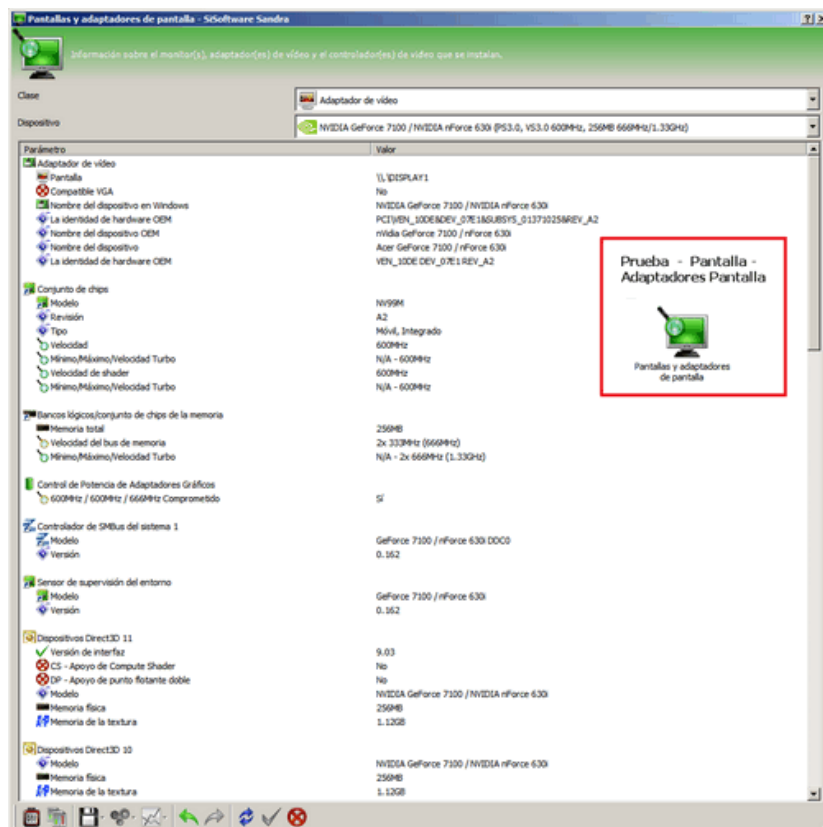 Pantallas y adaptadores de pantalla - SiSoftware Sandra
Información sobre el monitor(s), adaptador(es) de vídeo y el controlador(es) de video que se instalan.
Clase Adaptador de vídeo
Dispositivo NVIDIA GeForce 7100 / NVIDIA nForce 630i (PS3.0, VS3.0 600MHz, 256MB 666MHz/1.33GHz)
Parámetro Valor
Adaptador de vídeo
Pantalla \\.\DISPLAY1
Compatible VGA No
Nombre del dispositivo en Windows NVIDIA GeForce 7100 / NVIDIA nForce 630i
La identidad de hardware OEM PCI\VEN_10DE&DEV_07E1&SUBSYS_01371025&REV_A2
Nombre del dispositivo OEM nVidia GeForce 7100 / nForce 630i
Nombre del dispositivo Acer GeForce 7100 / nForce 630i
La identidad de hardware OEM VEN_10DE DEV_07E1 REV_A2
Prueba - Pantalla -
Adaptadores Pantalla
Pantallas y adaptadores
de pantalla
Conjunto de chips
Modelo NV99M
Revisión A2
Tipo Móvil, Integrado
Velocidad 600MHz
Mínimo/Máximo/Velocidad Turbo N/A - 600MHz
Velocidad de shader 600MHz
Mínimo/Máximo/Velocidad Turbo N/A - 600MHz
Bancos lógicos/conjunto de chips de la memoria
Memoria total 256MB
Velocidad del bus de memoria 2x 333MHz (666MHz)
Mínimo/Máximo/Velocidad Turbo N/A - 2x 666MHz (1.33GHz)
Control de Potencia de Adaptadores Gráficos
600MHz / 600MHz / 666MHz Comprometido Sí
Controlador de SMBus del sistema 1
Modelo GeForce 7100 / nForce 630i DDC0
Versión 0.162
Sensor de supervisión del entorno
Modelo GeForce 7100 / nForce 630i
Versión 0.162
Dispositivos Direct3D 11
Versión de interfaz 9.03
CS - Apoyo de Compute Shader No
DP - Apoyo de punto flotante doble No
Modelo NVIDIA GeForce 7100 / NVIDIA nForce 630i
Memoria física 256MB
Memoria de la textura 1.12GB
Dispositivos Direct3D 10
Modelo NVIDIA GeForce 7100 / NVIDIA nForce 630i
Memoria física 256MB
Memoria de la textura 1.12GB